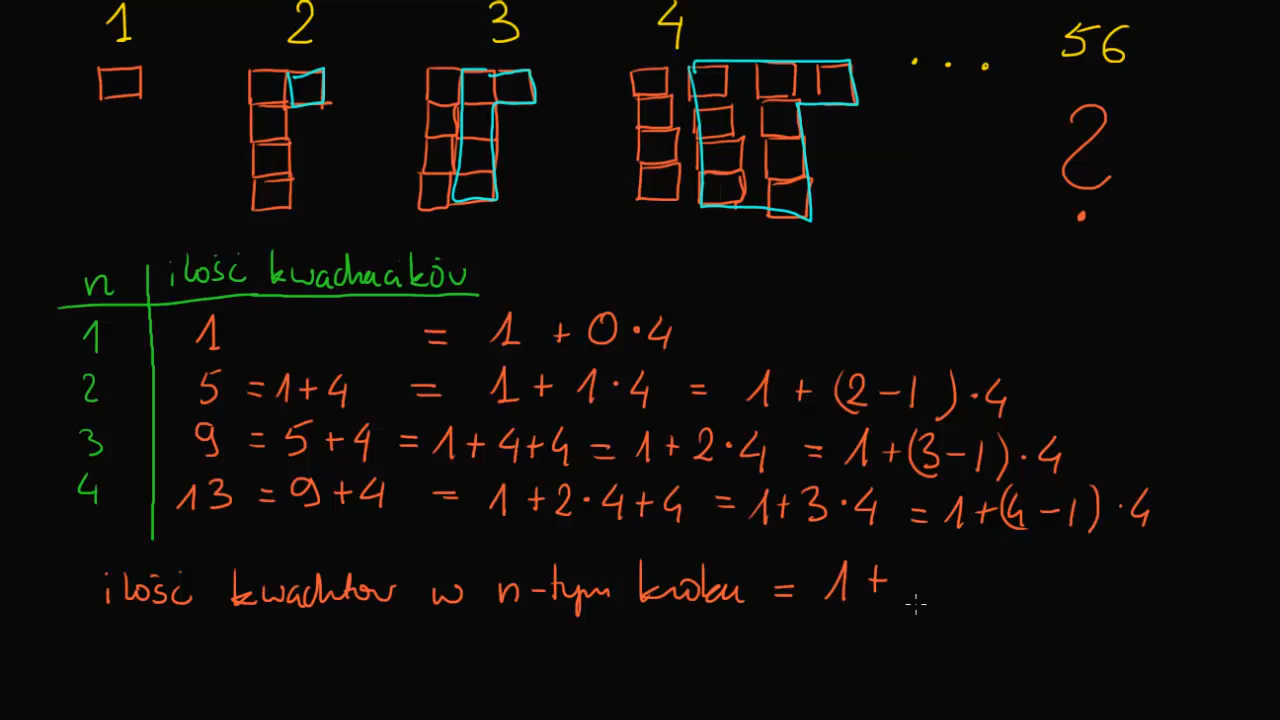 1 2 3 4 ... 56
?
n ilość kwadracików
1 1 = 1 + 0·4
2 5 = 1+4 = 1 + 1·4 = 1 + (2-1)·4
3 9 = 5+4 = 1+4+4 = 1+2·4 = 1+(3-1)·4
4 13 = 9+4 = 1+2·4+4 = 1+3·4 = 1+(4-1)·4
ilość kwadratów w n-tym kroku = 1 +